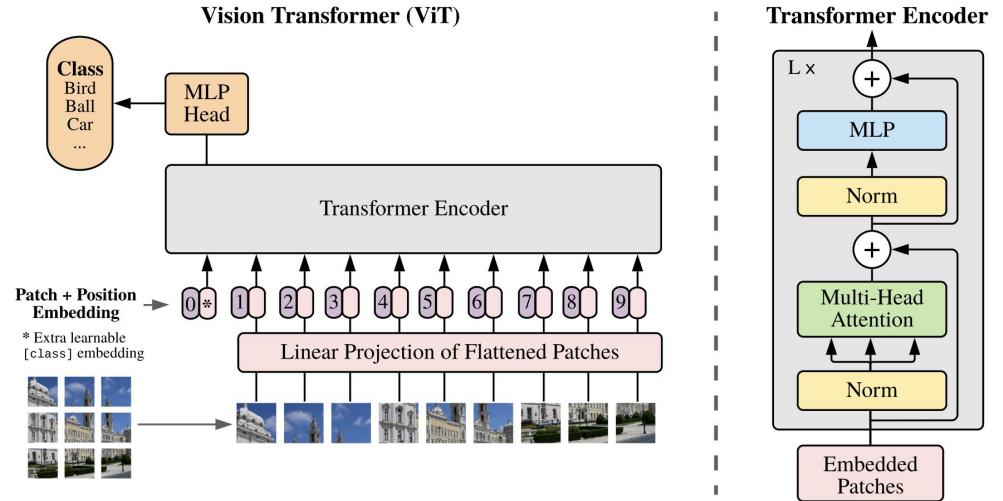 Vision Transformer (ViT)
Class
Bird
Ball
Car
...
MLP
Head
Transformer Encoder
Patch + Position
Embedding
0 * 1 2 3 4 5 6 7 8 9
* Extra learnable
[class] embedding
Linear Projection of Flattened Patches
Transformer Encoder
L x
+
MLP
Norm
+
Multi-Head
Attention
Norm
Embedded
Patches